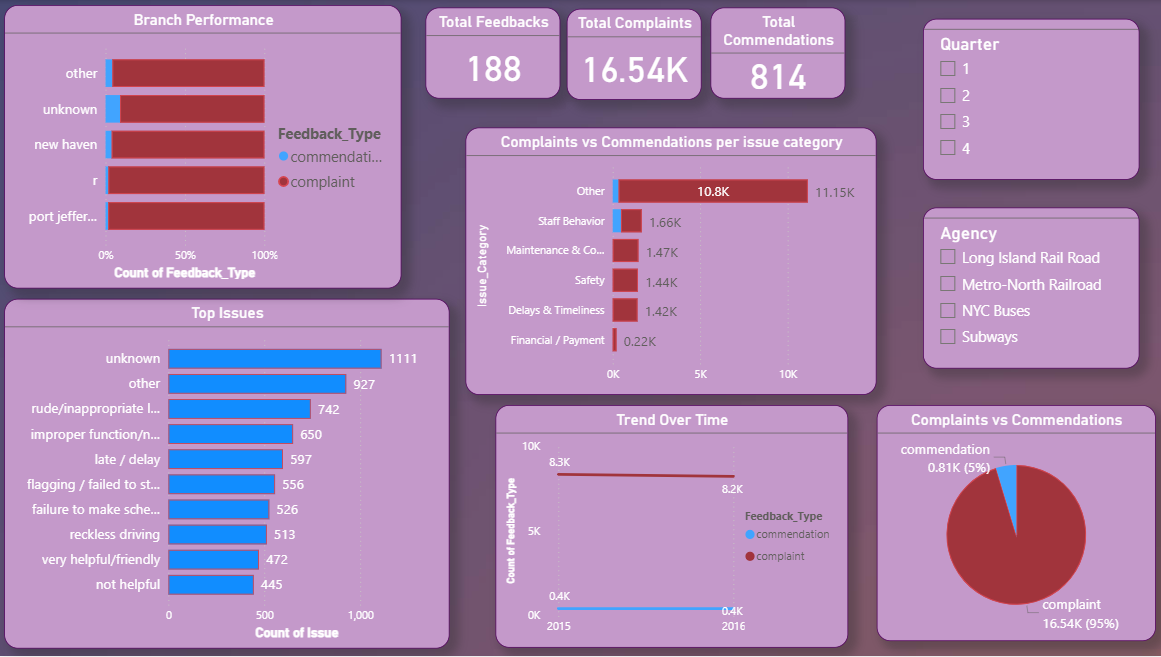 Branch Performance
other
unknown
new haven
r
port jeffer...
0%
50%
100%
Count of Feedback_Type
Feedback_Type
commendati...
complaint
Total Feedbacks
188
Total Complaints
16.54K
Total
Commendations
814
Quarter
1
2
3
4
Complaints vs Commendations per issue category
Issue_Category
Other
10.8K
11.15K
Staff Behavior
1.66K
Maintenance & Co...
1.47K
Safety
1.44K
Delays & Timeliness
1.42K
Financial / Payment
0.22K
0K
5K
10K
Agency
Long Island Rail Road
Metro-North Railroad
NYC Buses
Subways
Top Issues
unknown
1111
other
927
rude/inappropriate l...
742
improper function/n...
650
late / delay
597
flagging / failed to st...
556
failure to make sche...
526
reckless driving
513
very helpful/friendly
472
not helpful
445
0
500
1,000
Count of Issue
Trend Over Time
Count of Feedback_Type
10K
5K
0K
8.3K
8.2K
0.4K
0.4K
2015
2016
Feedback_Type
commendation
complaint
Complaints vs Commendations
commendation
0.81K (5%)
complaint
16.54K (95%)